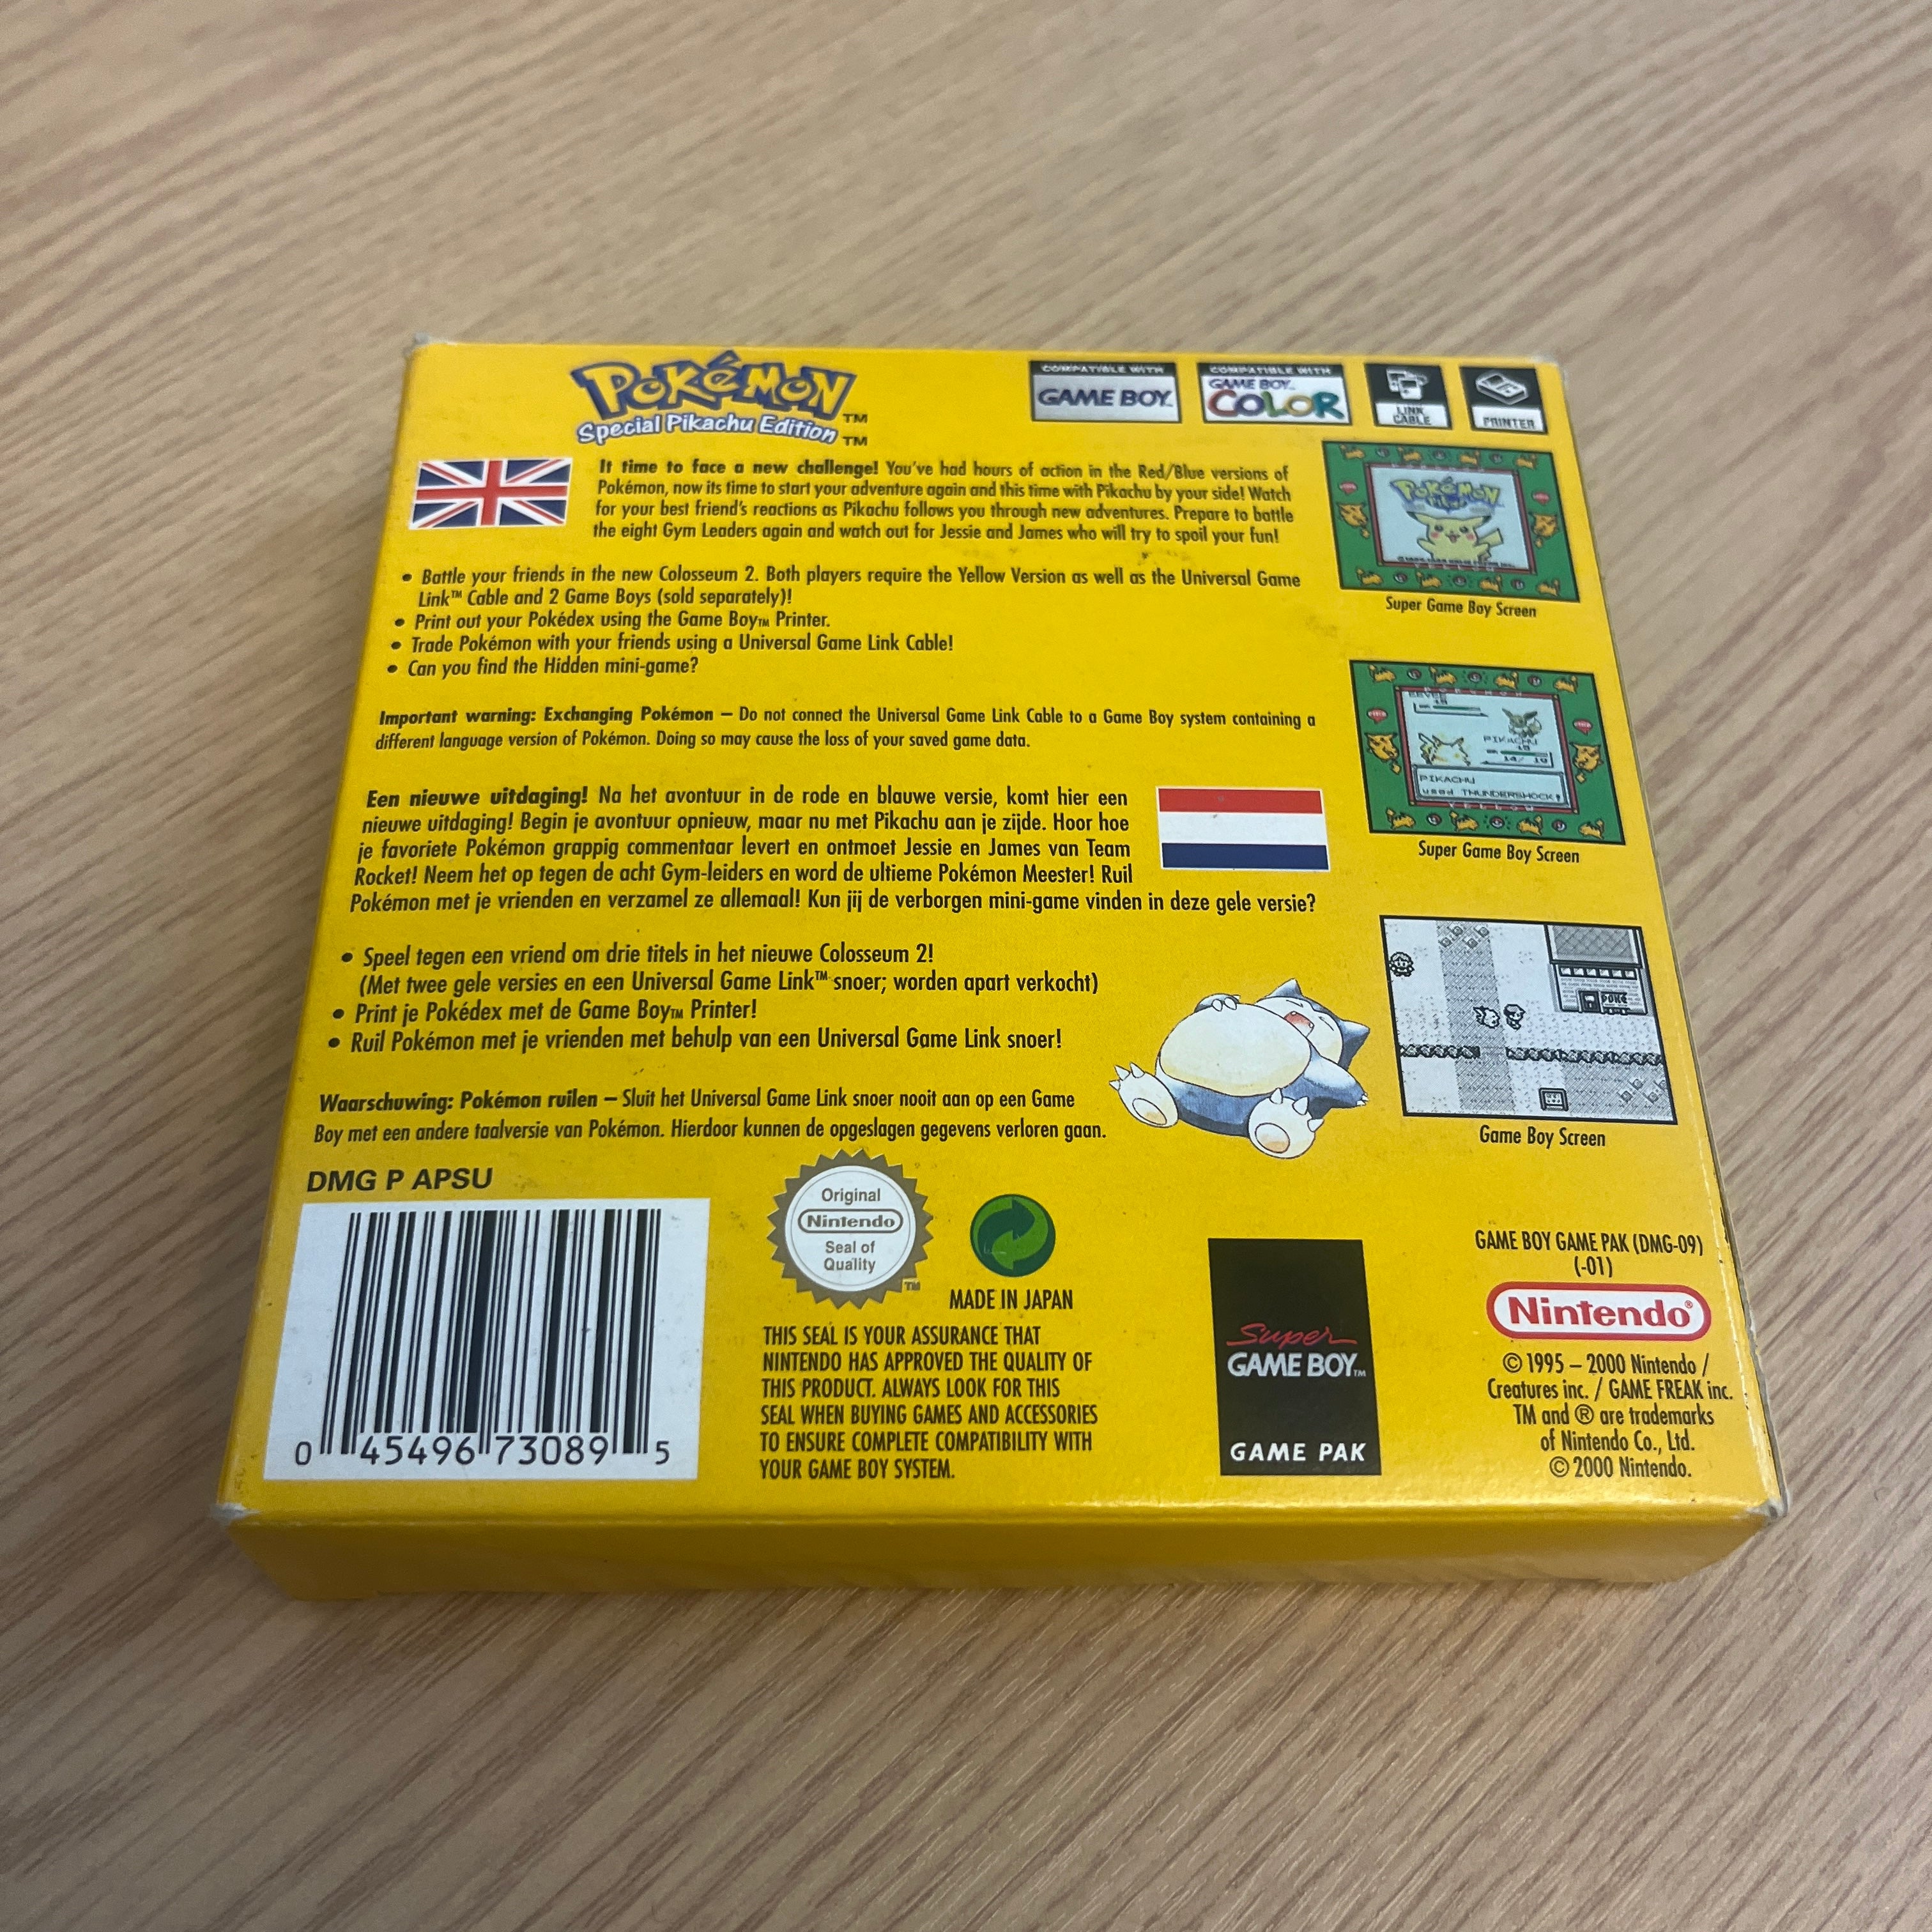 POKéMON™
Special Pikachu Edition™
COMPATIBLE WITH
GAME BOY™
COMPATIBLE WITH
GAME BOY™
COLOR
LINK
CABLE
PRINTER
It time to face a new challenge! You've had hours of action in the Red/Blue versions of
Pokémon, now its time to start your adventure again and this time with Pikachu by your side! Watch
for your best friend's reactions as Pikachu follows you through new adventures. Prepare to battle
the eight Gym Leaders again and watch out for Jessie and James who will try to spoil your fun!
• Battle your friends in the new Colosseum 2. Both players require the Yellow Version as well as the Universal Game
Link™ Cable and 2 Game Boys (sold separately)!
• Print out your Pokédex using the Game Boy™ Printer.
• Trade Pokémon with your friends using a Universal Game Link Cable!
• Can you find the Hidden mini-game?
Important warning: Exchanging Pokémon – Do not connect the Universal Game Link Cable to a Game Boy system containing a
different language version of Pokémon. Doing so may cause the loss of your saved game data.
POKéMON
Super Game Boy Screen
PIKACHU
14/ 19
PIKACHU
used THUNDERSHOCK!
Super Game Boy Screen
Een nieuwe uitdaging! Na het avontuur in de rode en blauwe versie, komt hier een
nieuwe uitdaging! Begin je avontuur opnieuw, maar nu met Pikachu aan je zijde. Hoor hoe
je favoriete Pokémon grappig commentaar levert en ontmoet Jessie en James van Team
Rocket! Neem het op tegen de acht Gym-leiders en word de ultieme Pokémon Meester! Ruil
Pokémon met je vrienden en verzamel ze allemaal! Kun jij de verborgen mini-game vinden in deze gele versie?
• Speel tegen een vriend om drie titels in het nieuwe Colosseum 2!
(Met twee gele versies en een Universal Game Link™ snoer; worden apart verkocht)
• Print je Pokédex met de Game Boy™ Printer!
• Ruil Pokémon met je vrienden met behulp van een Universal Game Link snoer!
Waarschuwing: Pokémon ruilen – Sluit het Universal Game Link snoer nooit aan op een Game
Boy met een andere taalversie van Pokémon. Hierdoor kunnen de opgeslagen gegevens verloren gaan.
POKé
Game Boy Screen
DMG P APSU
0 45496 73089 5
Original
Nintendo
Seal of
Quality
™
MADE IN JAPAN
THIS SEAL IS YOUR ASSURANCE THAT
NINTENDO HAS APPROVED THE QUALITY OF
THIS PRODUCT. ALWAYS LOOK FOR THIS
SEAL WHEN BUYING GAMES AND ACCESSORIES
TO ENSURE COMPLETE COMPATIBILITY WITH
YOUR GAME BOY SYSTEM.
Super
GAME BOY™
GAME PAK
GAME BOY GAME PAK (DMG-09)
(-01)
Nintendo®
© 1995 – 2000 Nintendo /
Creatures inc. / GAME FREAK inc.
TM and ® are trademarks
of Nintendo Co., Ltd.
© 2000 Nintendo.